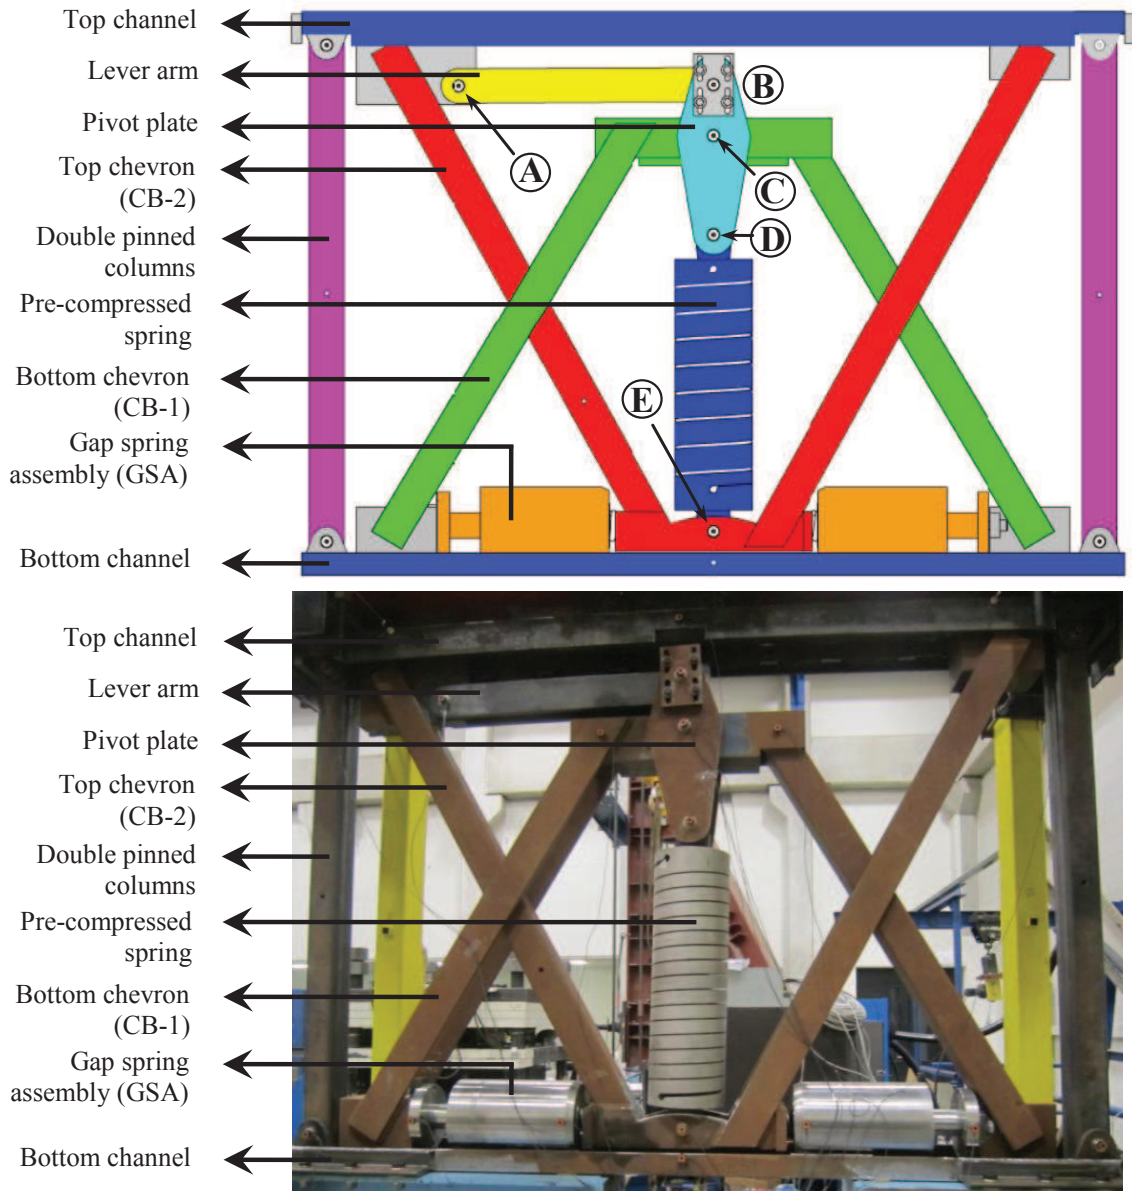 Top channel
Lever arm
Pivot plate
Top chevron
(CB-2)
Double pinned
columns
Pre-compressed
spring
Bottom chevron
(CB-1)
Gap spring
assembly (GSA)
Bottom channel
A
B
C
D
E
Top channel
Lever arm
Pivot plate
Top chevron
(CB-2)
Double pinned
columns
Pre-compressed
spring
Bottom chevron
(CB-1)
Gap spring
assembly (GSA)
Bottom channel